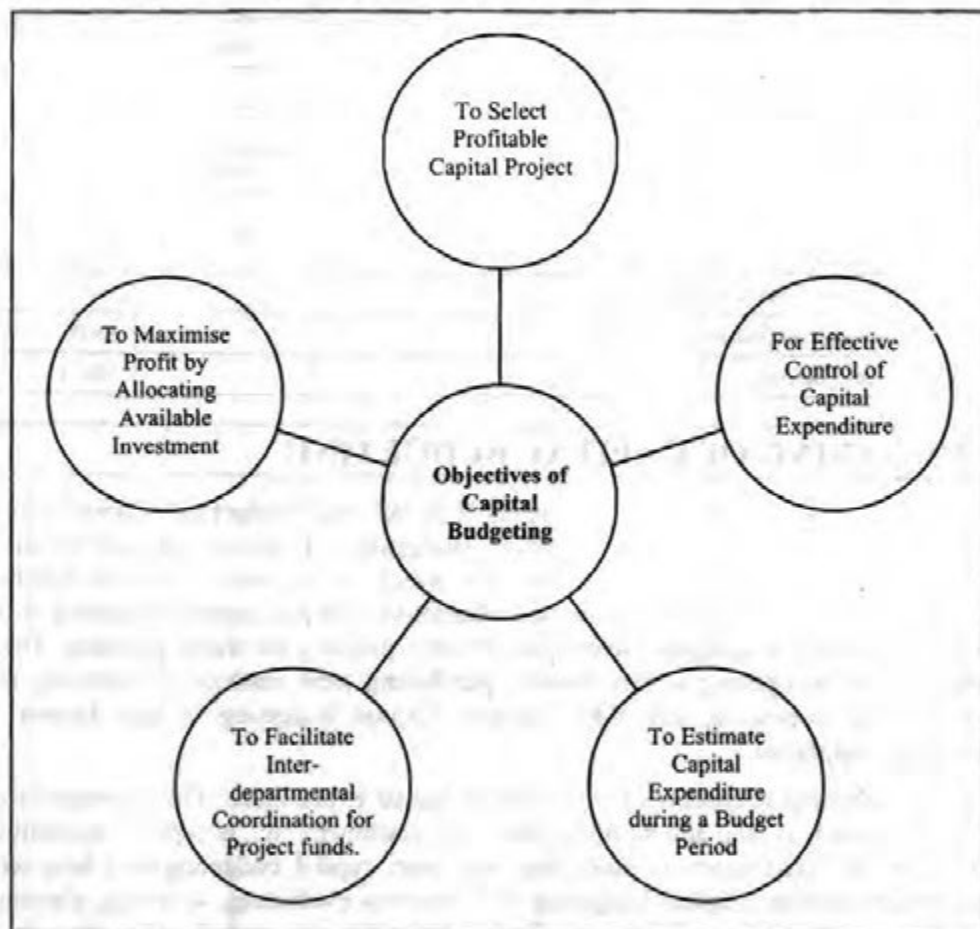 To Select
Profitable
Capital Project
To Maximise
Profit by
Allocating
Available
Investment
For Effective
Control of
Capital
Expenditure
Objectives of
Capital
Budgeting
To Facilitate
Inter-
departmental
Coordination for
Project funds.
To Estimate
Capital
Expenditure
during a Budget
Period